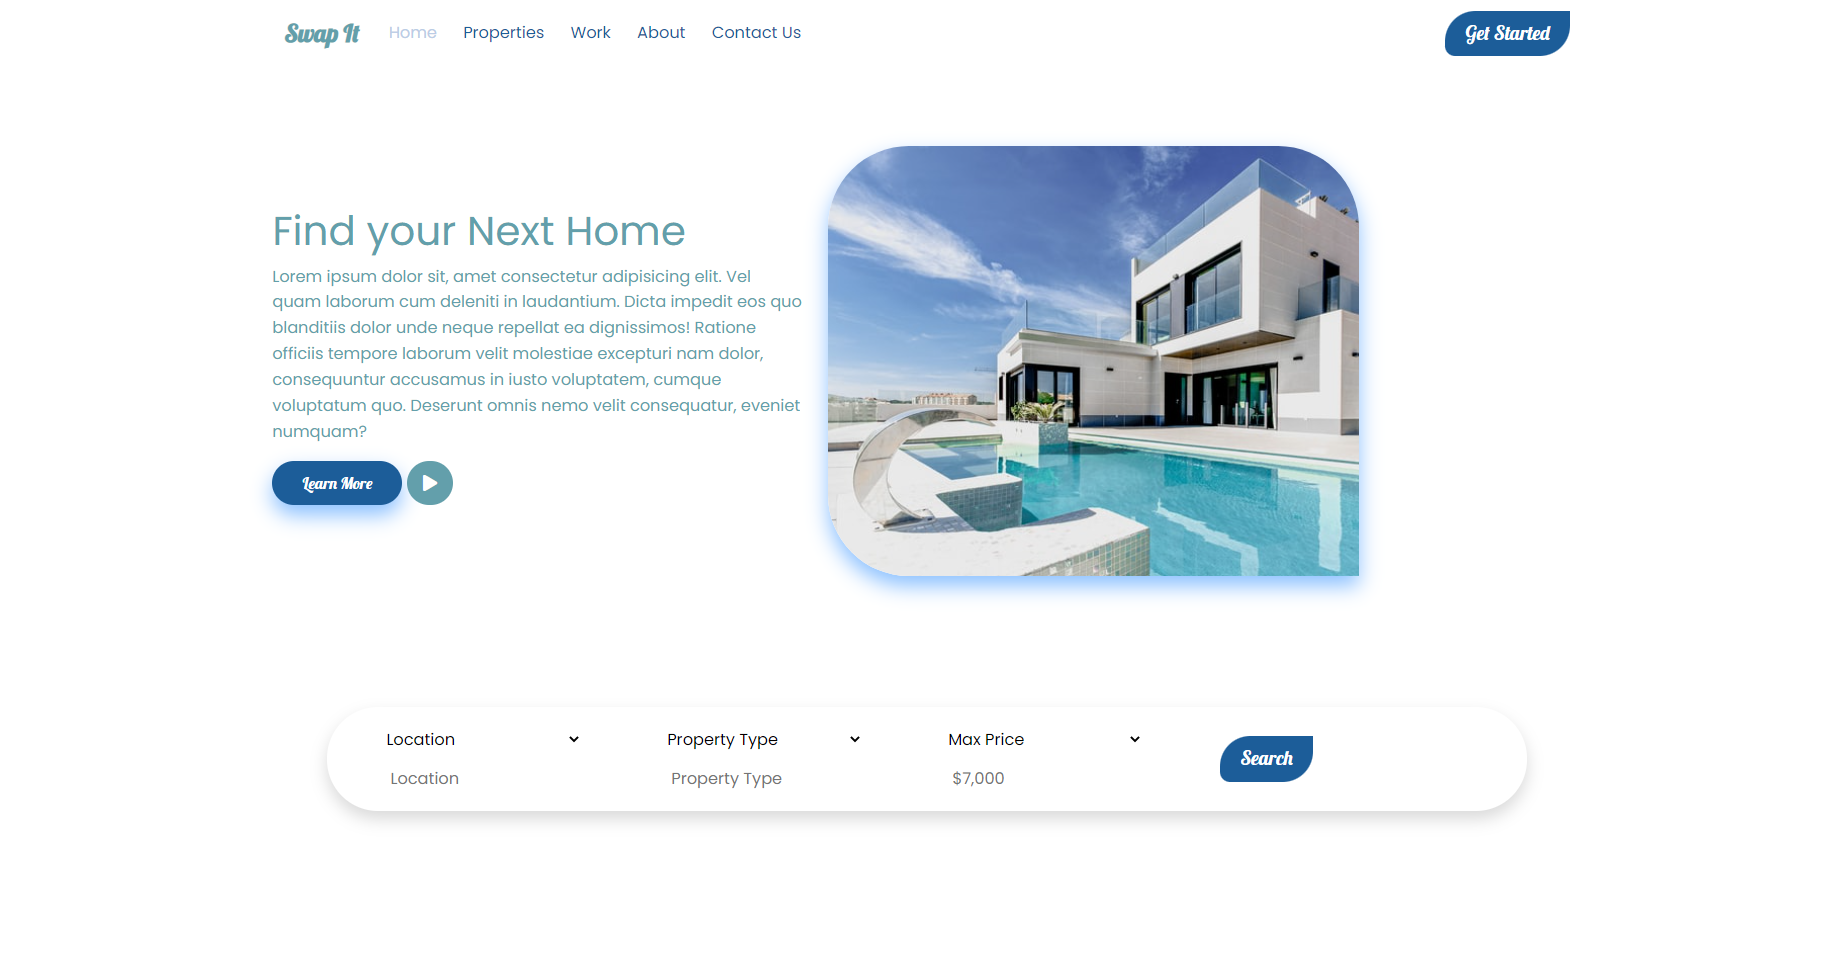 Swap It
Home
Properties
Work
About
Contact Us
Get Started
Find your Next Home
Lorem ipsum dolor sit, amet consectetur adipisicing elit. Vel
quam laborum cum deleniti in laudantium. Dicta impedit eos quo
blanditiis dolor unde neque repellat ea dignissimos! Ratione
officiis tempore laborum velit molestiae excepturi nam dolor,
consequuntur accusamus in iusto voluptatem, cumque
voluptatum quo. Deserunt omnis nemo velit consequatur, eveniet
numquam?
Learn More
Location
Property Type
Max Price
Location
Property Type
$7,000
Search